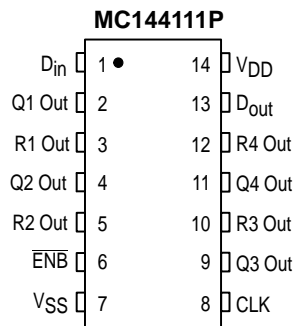 MC144111P
Din 1 14 VDD
Q1 Out 2 13 Dout
R1 Out 3 12 R4 Out
Q2 Out 4 11 Q4 Out
R2 Out 5 10 R3 Out
ENB 6 9 Q3 Out
VSS 7 8 CLK